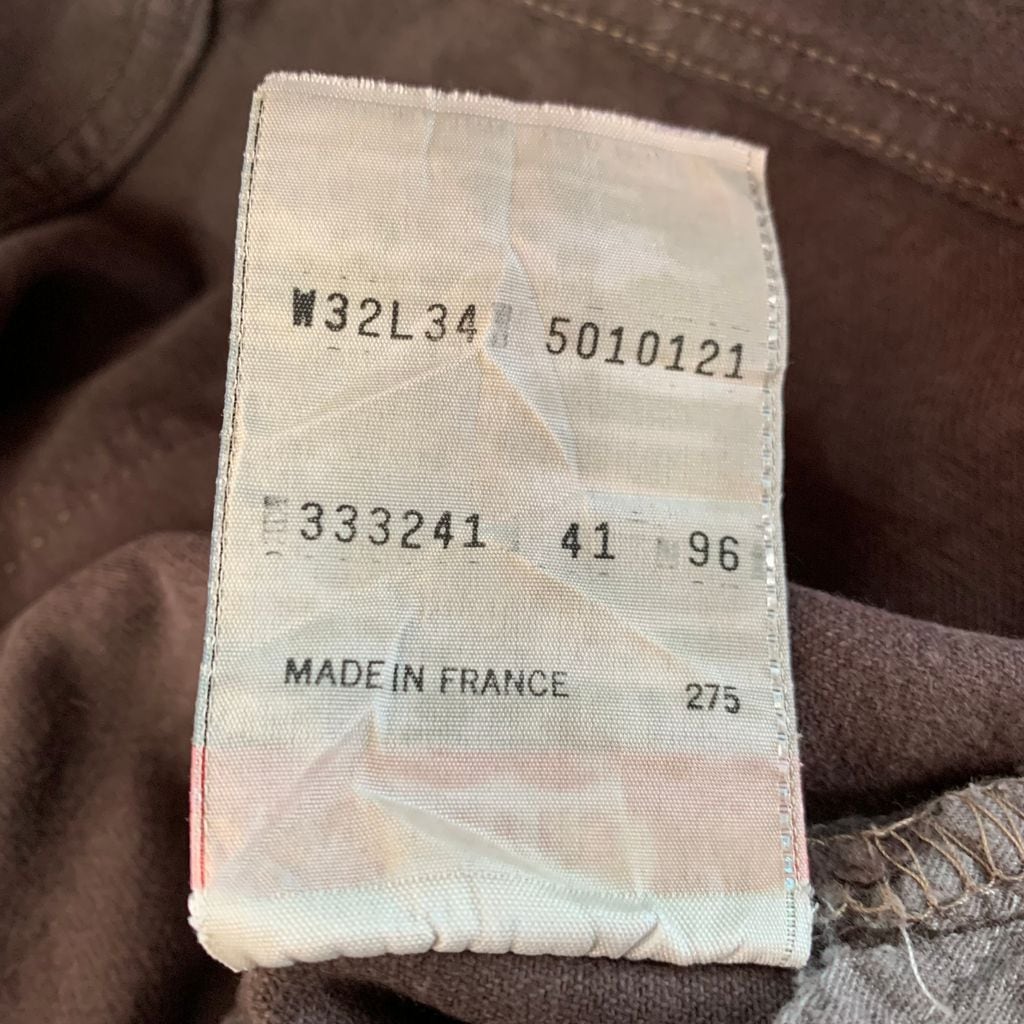 W32L34 5010121
333241 41 96
MADE IN FRANCE 275